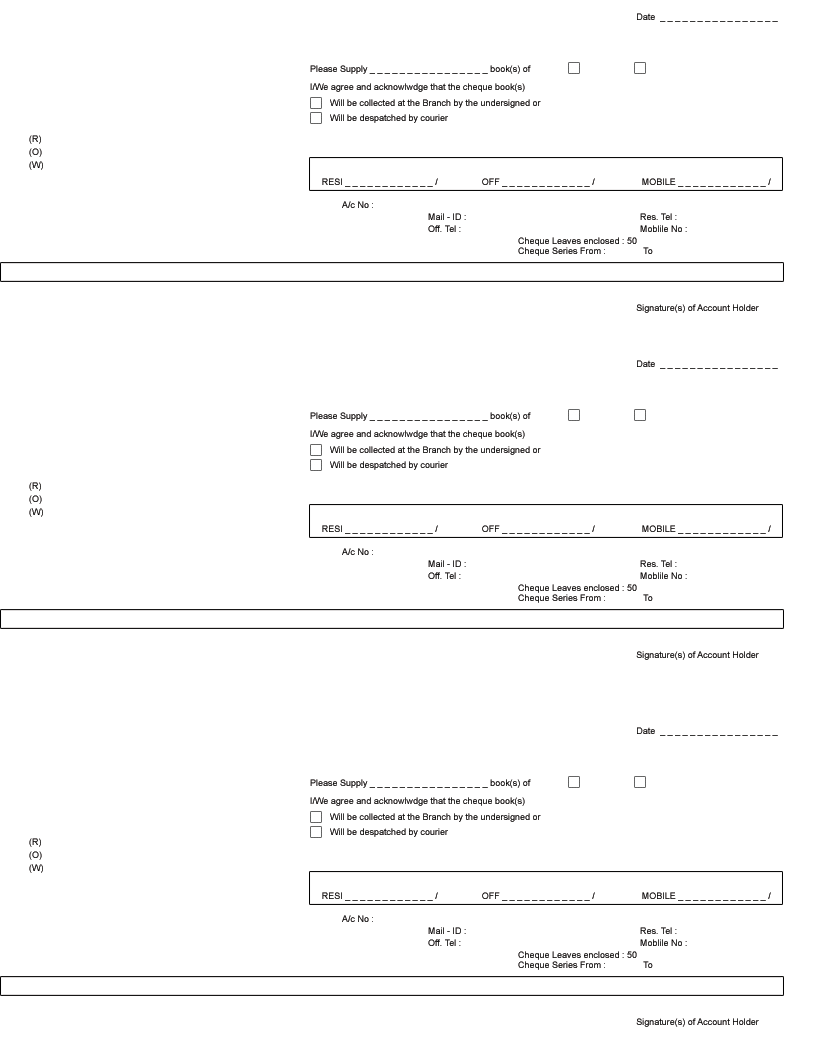 Date _ _ _ _ _ _ _ _ _ _ _ _ _ _ _ _
Please Supply _ _ _ _ _ _ _ _ _ _ _ _ _ _ _ _ book(s) of
I/We agree and acknowlwdge that the cheque book(s)
Will be collected at the Branch by the undersigned or
Will be despatched by courier
(R)
(O)
(W)
RESI _ _ _ _ _ _ _ _ _ _ _ _ / OFF _ _ _ _ _ _ _ _ _ _ _ _ / MOBILE _ _ _ _ _ _ _ _ _ _ _ _ /
A/c No :
Mail - ID : Res. Tel :
Off. Tel : Moblile No :
Cheque Leaves enclosed : 50
Cheque Series From : To
Signature(s) of Account Holder
Date _ _ _ _ _ _ _ _ _ _ _ _ _ _ _ _
Please Supply _ _ _ _ _ _ _ _ _ _ _ _ _ _ _ _ book(s) of
I/We agree and acknowlwdge that the cheque book(s)
Will be collected at the Branch by the undersigned or
Will be despatched by courier
(R)
(O)
(W)
RESI _ _ _ _ _ _ _ _ _ _ _ _ / OFF _ _ _ _ _ _ _ _ _ _ _ _ / MOBILE _ _ _ _ _ _ _ _ _ _ _ _ /
A/c No :
Mail - ID : Res. Tel :
Off. Tel : Moblile No :
Cheque Leaves enclosed : 50
Cheque Series From : To
Signature(s) of Account Holder
Date _ _ _ _ _ _ _ _ _ _ _ _ _ _ _ _
Please Supply _ _ _ _ _ _ _ _ _ _ _ _ _ _ _ _ book(s) of
I/We agree and acknowlwdge that the cheque book(s)
Will be collected at the Branch by the undersigned or
Will be despatched by courier
(R)
(O)
(W)
RESI _ _ _ _ _ _ _ _ _ _ _ _ / OFF _ _ _ _ _ _ _ _ _ _ _ _ / MOBILE _ _ _ _ _ _ _ _ _ _ _ _ /
A/c No :
Mail - ID : Res. Tel :
Off. Tel : Moblile No :
Cheque Leaves enclosed : 50
Cheque Series From : To
Signature(s) of Account Holder